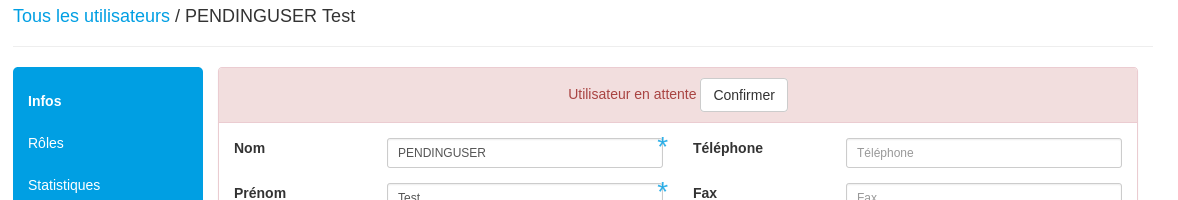 Tous les utilisateurs / PENDINGUSER Test
Infos
Rôles
Statistiques
Utilisateur en attente Confirmer
Nom PENDINGUSER * Téléphone Téléphone
Prénom Test * Fax Fax